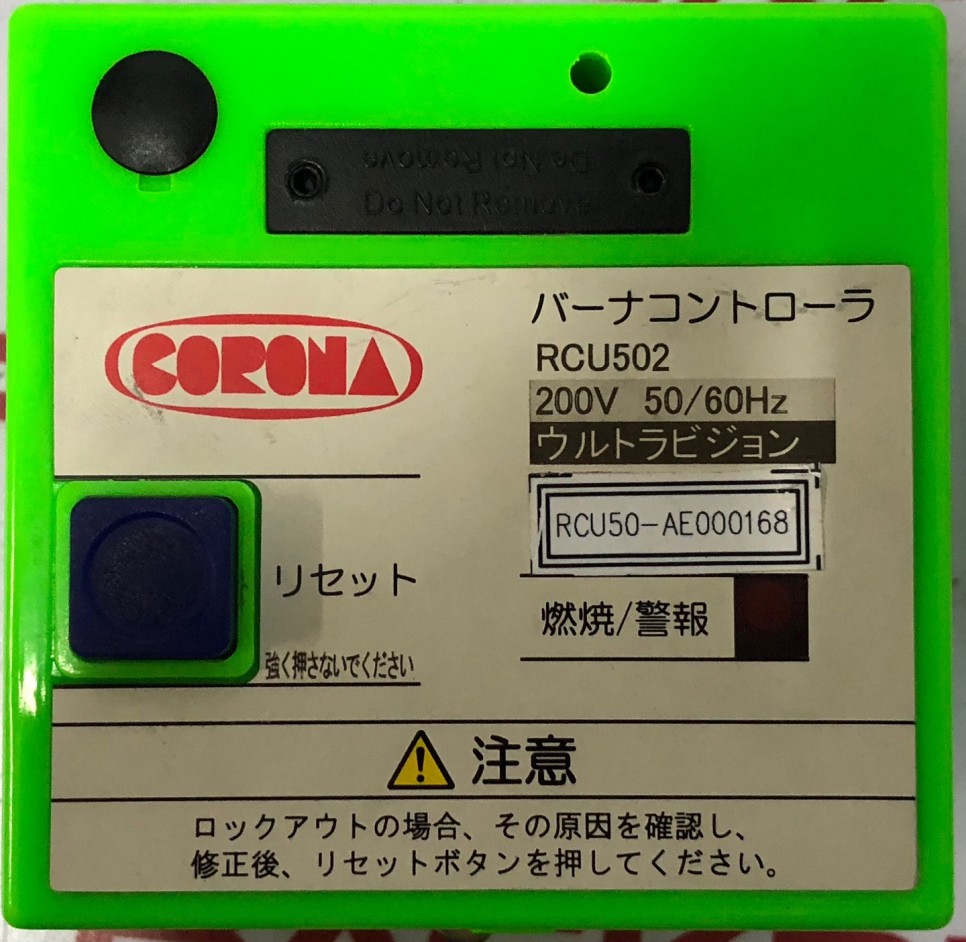 Do Not Remove
Do Not Remove
CORONA
バーナコントローラ
RCU502
200V 50/60Hz
ウルトラビジョン
RCU50-AE000168
リセット
強く押さないでください
燃焼/警報
注意
ロックアウトの場合、その原因を確認し、
修正後、リセットボタンを押してください。